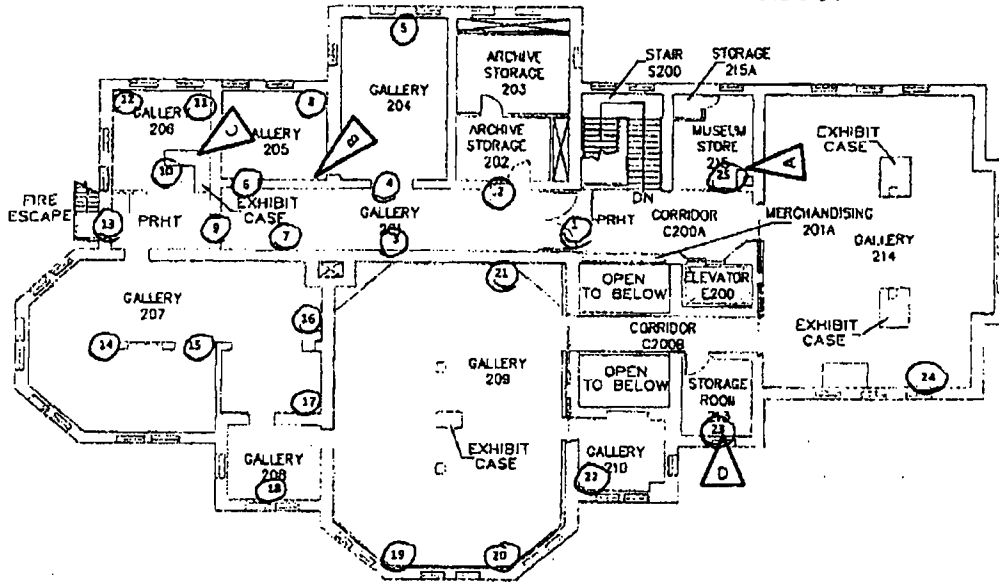 5
ARCHIVE
STORAGE
203
STAIR
S200
STORAGE
215A
12
11
8
GALLERY
206
C
GALLERY
204
B
ALLERY
205
ARCHIVE
STORAGE
202
MUSEUM
STORE
25
A
EXHIBIT
CASE
10
6
4
2
DN
FIRE
ESCAPE
13
PRHT
9
EXHIBIT
CASE
7
GALLERY
3
1
PRHT
CORRIDOR
C200A
MERCHANDISING
201A
GALLERY
214
21
OPEN
TO BELOW
ELEVATOR
E200
GALLERY
207
16
CORRIDOR
C200B
EXHIBIT
CASE
14
15
GALLERY
209
OPEN
TO BELOW
STORAGE
ROOM
24
17
23
EXHIBIT
CASE
GALLERY
208
18
GALLERY
210
22
D
19
20